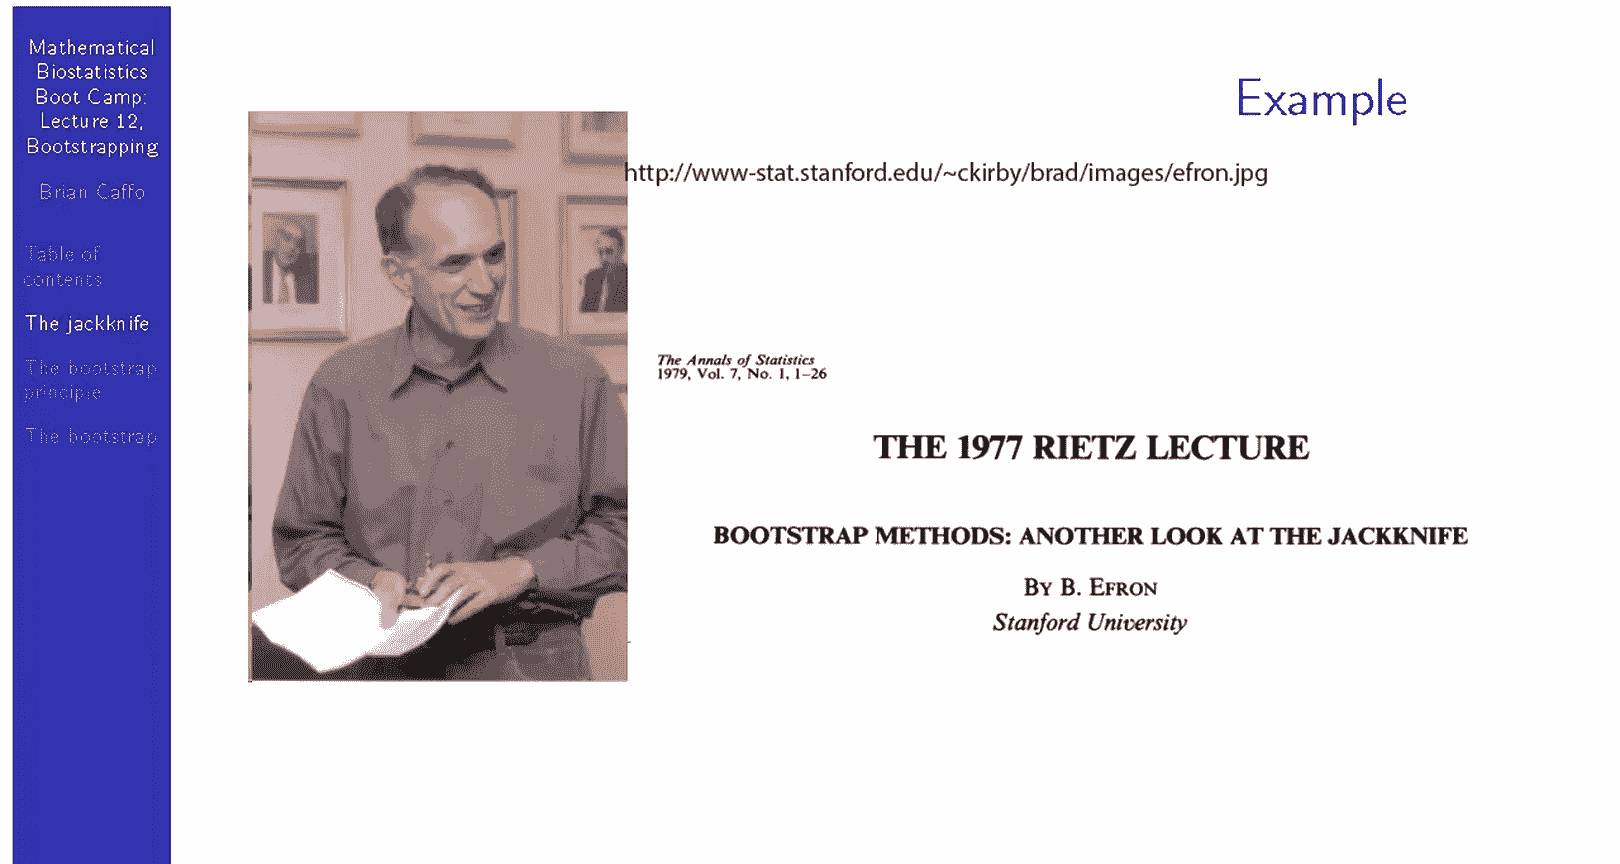 Mathematical
Biostatistics
Boot Camp:
Lecture 12,
Bootstrapping
Brian Caffo
Table of
contents
The jackknife
The bootstrap
principle
The bootstrap
Example
http://www-stat.stanford.edu/~ckirby/brad/images/efron.jpg
The Annals of Statistics
1979, Vol. 7, No. 1, 1–26
THE 1977 RIETZ LECTURE
BOOTSTRAP METHODS: ANOTHER LOOK AT THE JACKKNIFE
BY B. EFRON
Stanford University